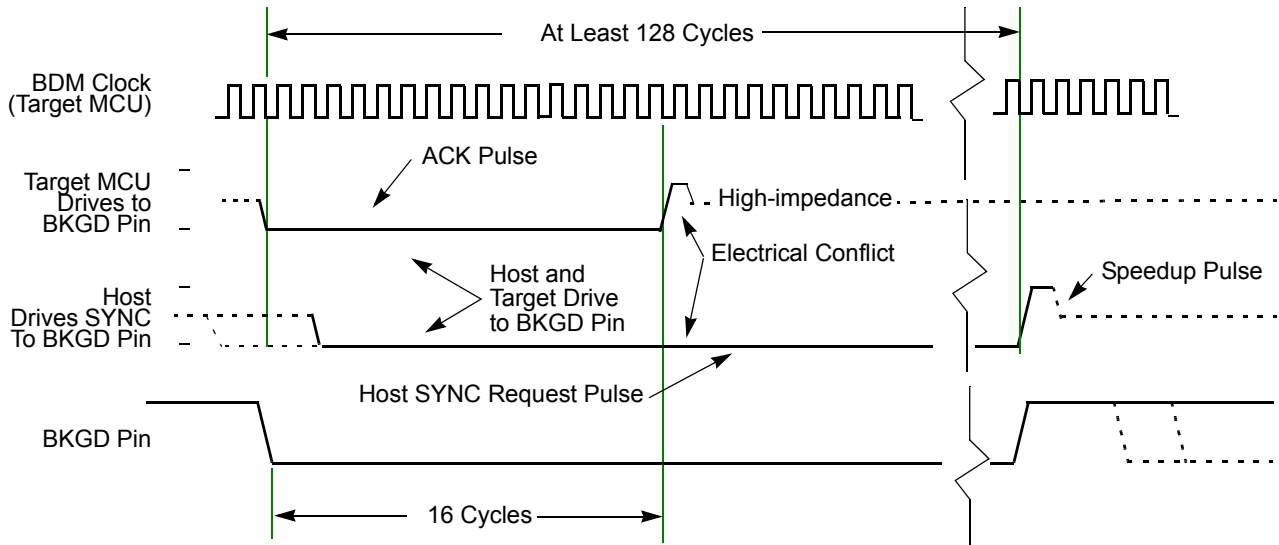 At Least 128 Cycles
BDM Clock
(Target MCU)
ACK Pulse
Target MCU
Drives to
BKGD Pin
High-impedance
Electrical Conflict
Host and
Target Drive
to BKGD Pin
Speedup Pulse
Host
Drives SYNC
To BKGD Pin
Host SYNC Request Pulse
BKGD Pin
16 Cycles